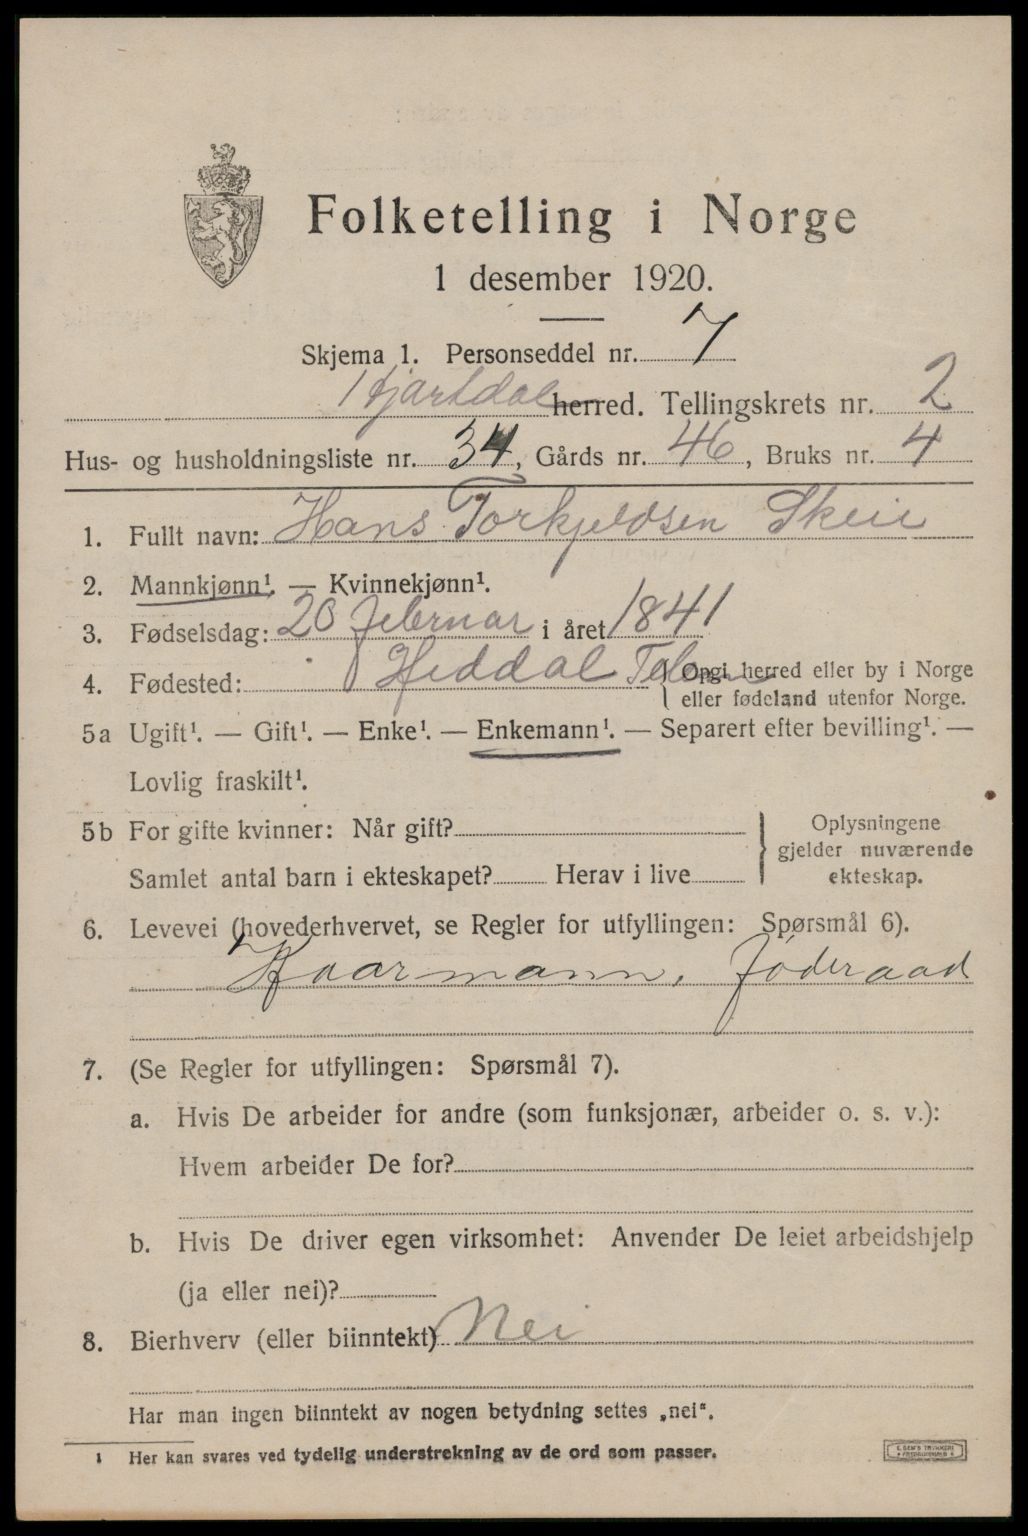 Folketelling i Norge
1 desember 1920.
Skjema 1. Personseddel nr. 7
Hjartdal herred. Tellingskrets nr. 2
Hus- og husholdningsliste nr. 34, Gårds nr. 46, Bruks nr. 4
1. Fullt navn: Hans Torkjeldsen Skeie
2. Mannkjønn¹. — Kvinnekjønn¹.
3. Fødselsdag: 20 februar i året 1841
4. Fødested: Heddal Telem { Opgi herred eller by i Norge
eller fødeland utenfor Norge.
5a Ugift¹. — Gift¹. — Enke¹. — Enkemann¹. — Separert efter bevilling¹. —
Lovlig fraskilt¹.
5b For gifte kvinner: Når gift? } Oplysningene
gjelder nuværende
Samlet antal barn i ekteskapet? Herav i live ekteskap.
6. Levevei (hovederhvervet, se Regler for utfyllingen: Spørsmål 6).
Kaarmann, føderaad
7. (Se Regler for utfyllingen: Spørsmål 7).
a. Hvis De arbeider for andre (som funksjonær, arbeider o. s. v.):
Hvem arbeider De for?
b. Hvis De driver egen virksomhet: Anvender De leiet arbeidshjelp
(ja eller nei)?
8. Bierhverv (eller biinntekt) Nei
Har man ingen biinntekt av nogen betydning settes „nei“.
1 Her kan svares ved tydelig understrekning av de ord som passer.